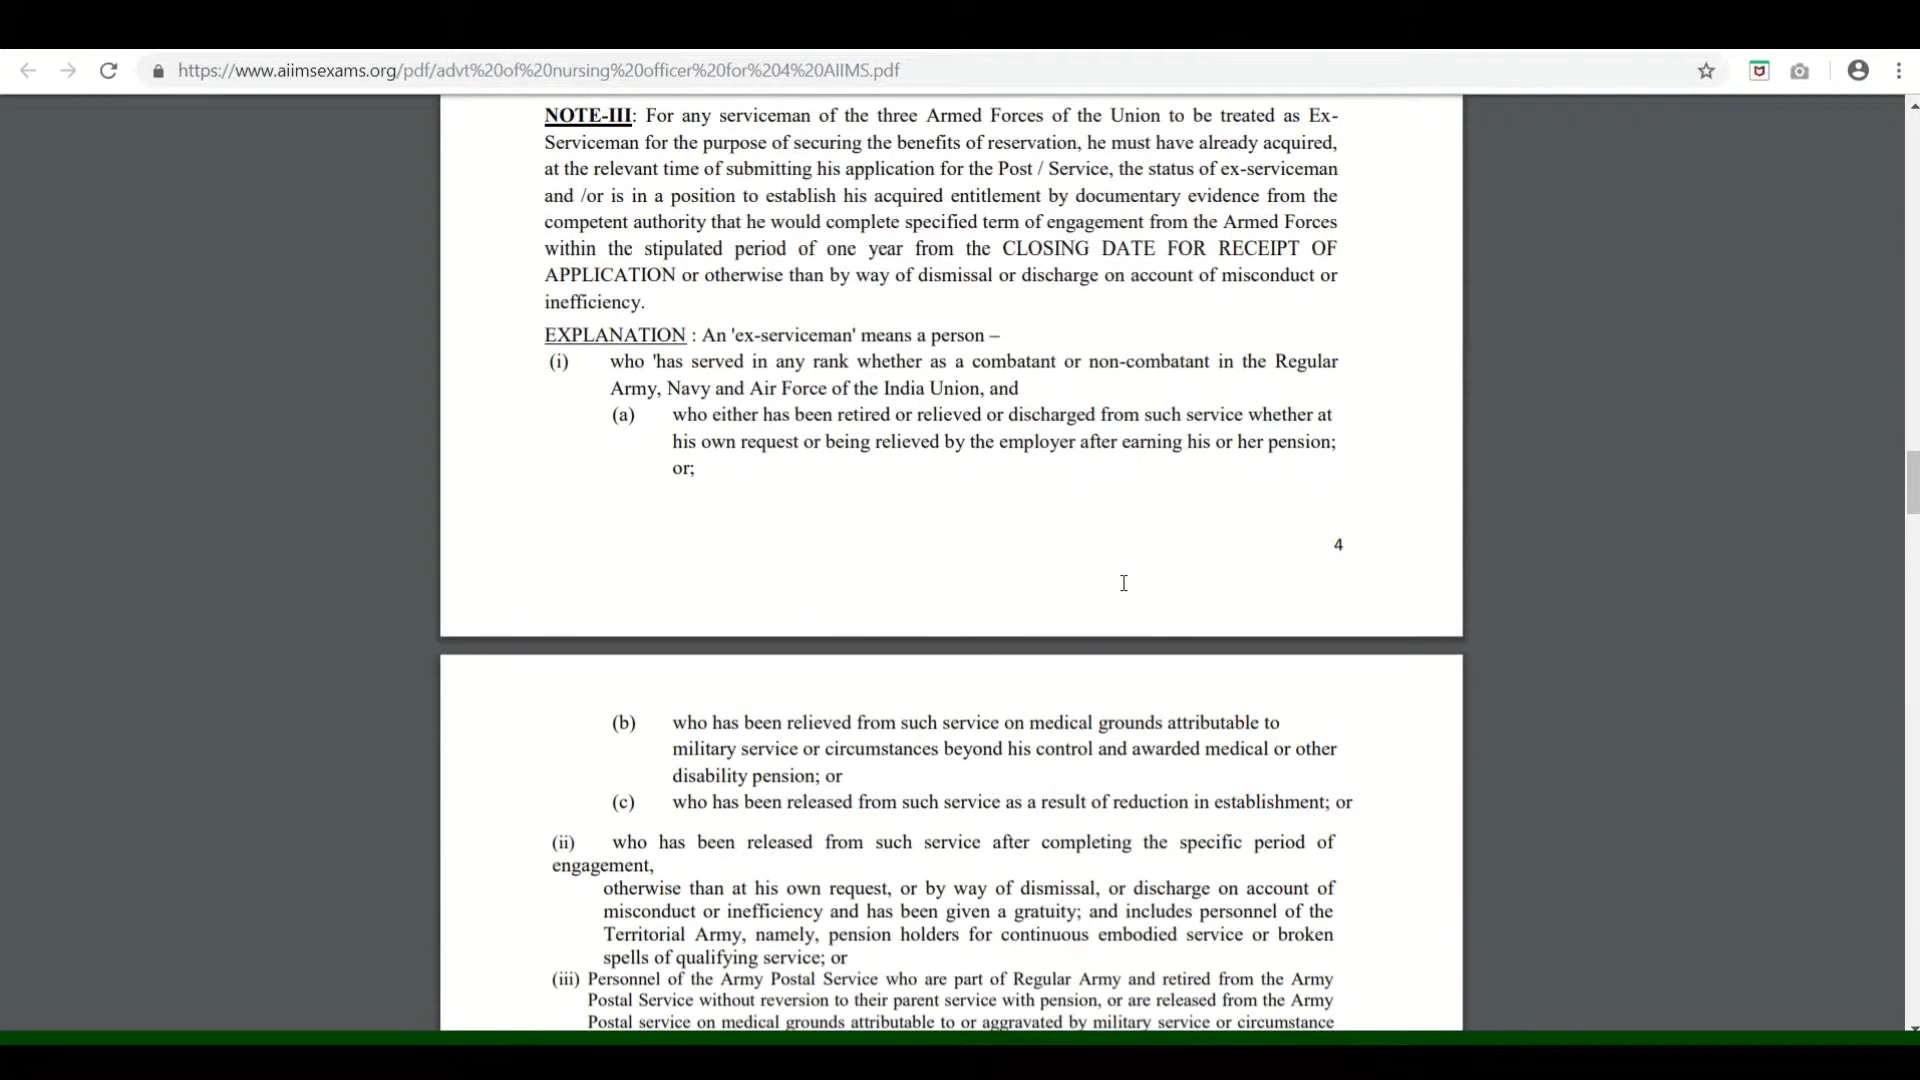 https://www.aiimsexams.org/pdf/advt%20of%20nursing%20officer%20for%204%20AIIMS.pdf
NOTE-III: For any serviceman of the three Armed Forces of the Union to be treated as Ex-
Serviceman for the purpose of securing the benefits of reservation, he must have already acquired,
at the relevant time of submitting his application for the Post / Service, the status of ex-serviceman
and /or is in a position to establish his acquired entitlement by documentary evidence from the
competent authority that he would complete specified term of engagement from the Armed Forces
within the stipulated period of one year from the CLOSING DATE FOR RECEIPT OF
APPLICATION or otherwise than by way of dismissal or discharge on account of misconduct or
inefficiency.
EXPLANATION : An 'ex-serviceman' means a person –
(i) who 'has served in any rank whether as a combatant or non-combatant in the Regular
Army, Navy and Air Force of the India Union, and
(a) who either has been retired or relieved or discharged from such service whether at
his own request or being relieved by the employer after earning his or her pension;
or;
4
(b) who has been relieved from such service on medical grounds attributable to
military service or circumstances beyond his control and awarded medical or other
disability pension; or
(c) who has been released from such service as a result of reduction in establishment; or
(ii) who has been released from such service after completing the specific period of
engagement,
otherwise than at his own request, or by way of dismissal, or discharge on account of
misconduct or inefficiency and has been given a gratuity; and includes personnel of the
Territorial Army, namely, pension holders for continuous embodied service or broken
spells of qualifying service; or
(iii) Personnel of the Army Postal Service who are part of Regular Army and retired from the Army
Postal Service without reversion to their parent service with pension, or are released from the Army
Postal service on medical grounds attributable to or aggravated by military service or circumstance